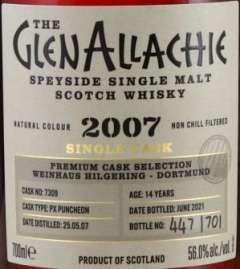 THE
GLENALLACHIE
SPEYSIDE SINGLE MALT
SCOTCH WHISKY
NATURAL COLOUR 2007 NON CHILL FILTERED
SINGLE CASK
PREMIUM CASK SELECTION
WEINHAUS HILGERING - DORTMUND
CASK NO: 7309 AGE: 14 YEARS
CASK TYPE: PX PUNCHEON DATE BOTTLED: JUNE 2021
DATE DISTILLED: 25.05.07 BOTTLE NO: 447/701
700ml e 56.0% alc./vol.
PRODUCT OF SCOTLAND